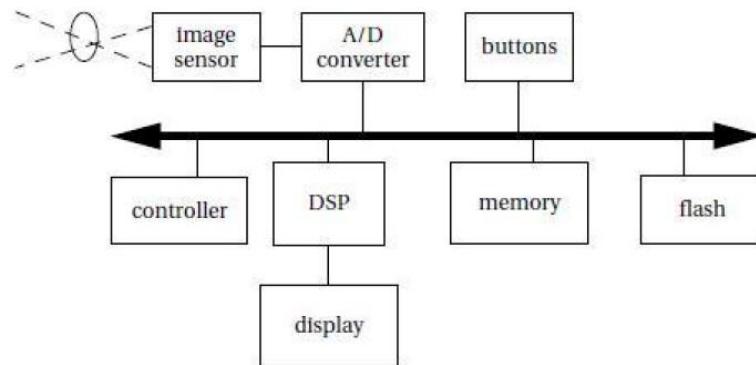 image
sensor
A/D
converter
buttons
controller
DSP
memory
flash
display